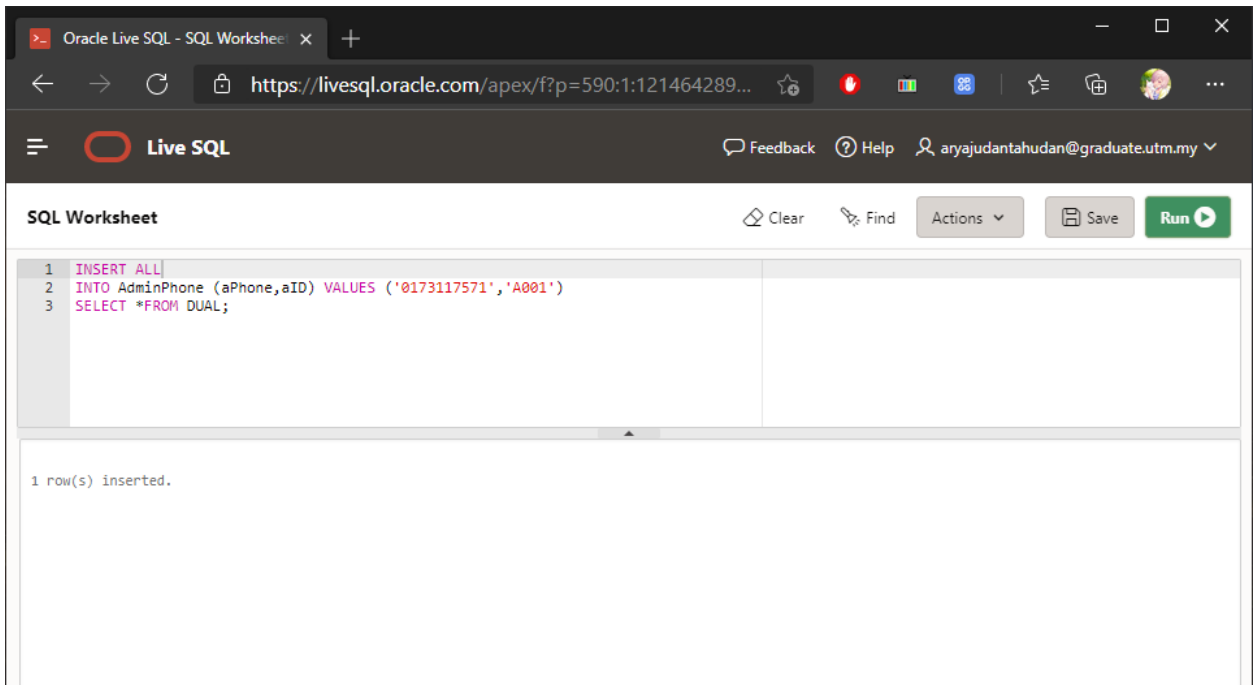 Oracle Live SQL - SQL Workshee
https://livesql.oracle.com/apex/f?p=590:1:121464289...
Live SQL
Feedback
Help
aryajudantahudan@graduate.utm.my
SQL Worksheet
Clear
Find
Actions
Save
Run
1 INSERT ALL
2 INTO AdminPhone (aPhone,aID) VALUES ('0173117571','A001')
3 SELECT *FROM DUAL;
1 row(s) inserted.